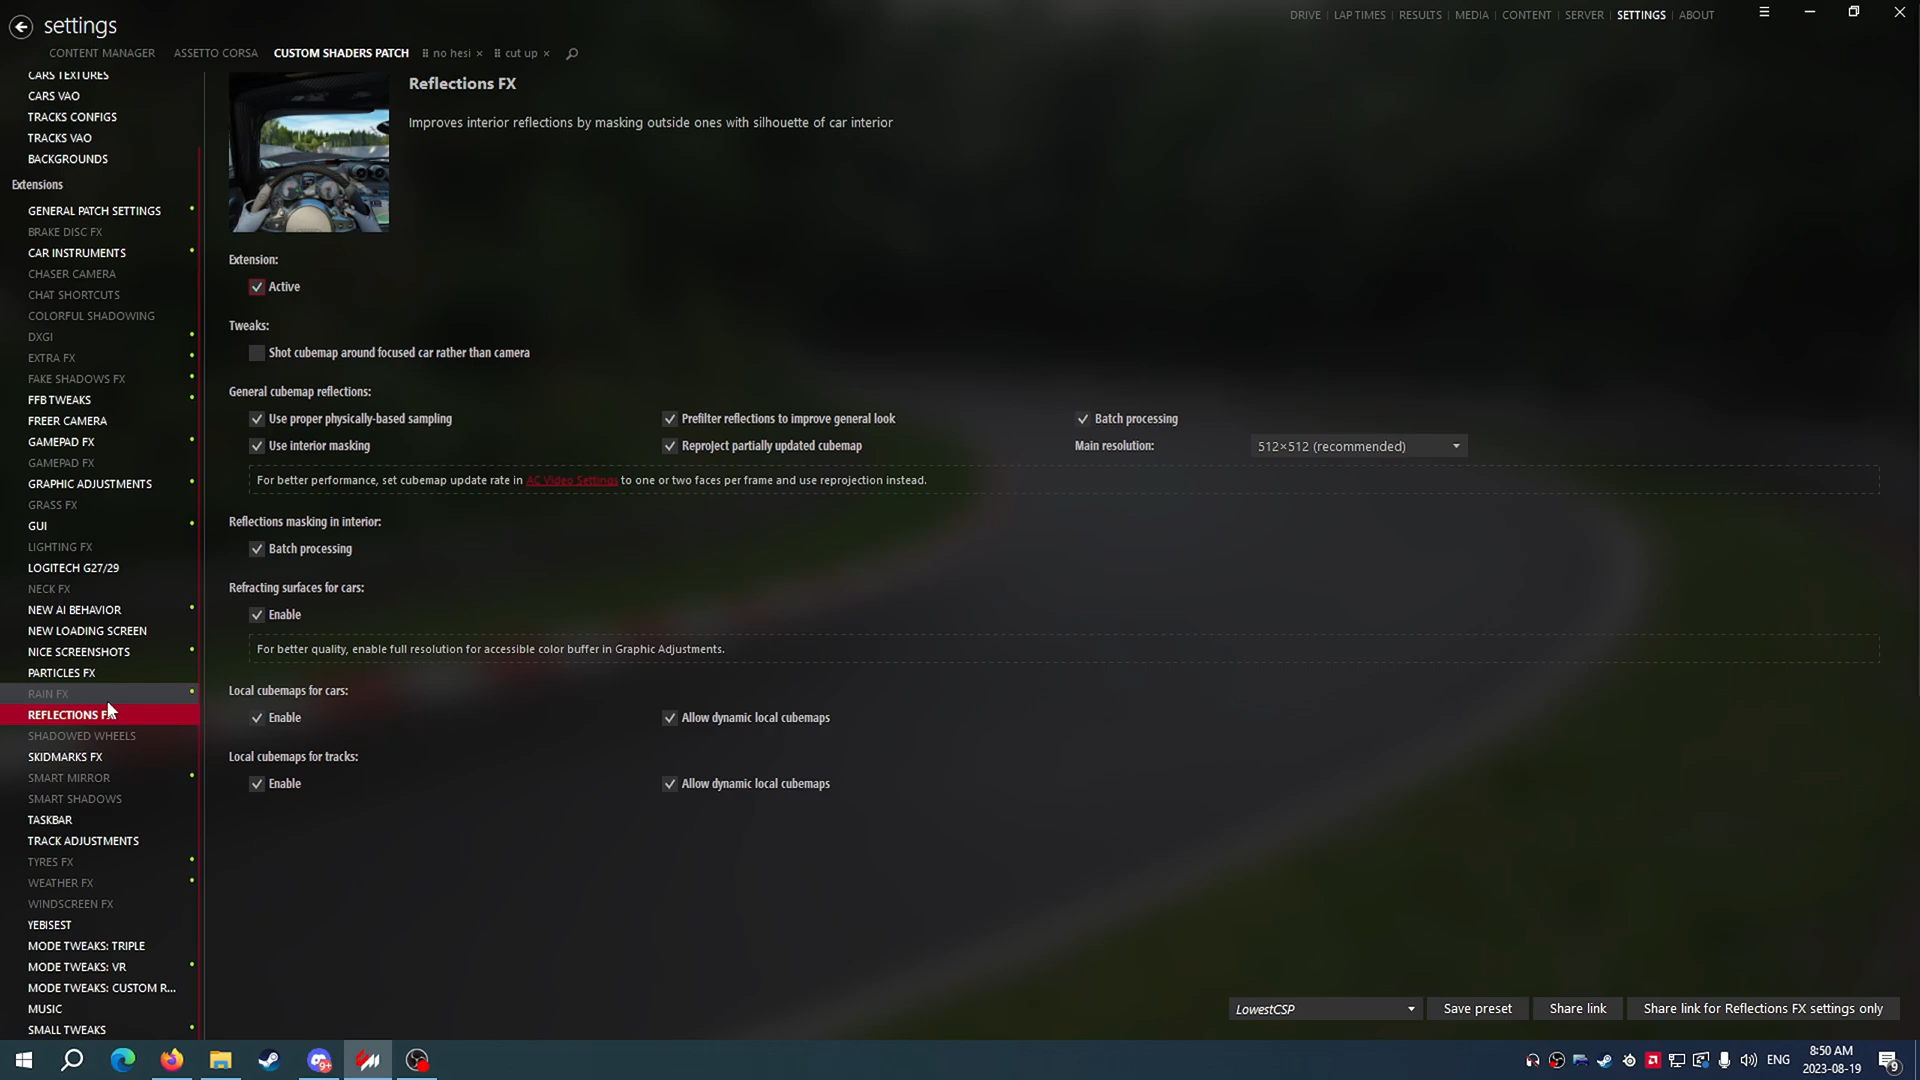 settings
DRIVE | LAP TIMES | RESULTS | MEDIA | CONTENT | SERVER | SETTINGS | ABOUT
CONTENT MANAGER ASSETTO CORSA CUSTOM SHADERS PATCH no hesi × cut up ×
CARS TEXTURES
CARS VAO
TRACKS CONFIGS
TRACKS VAO
BACKGROUNDS
Extensions
GENERAL PATCH SETTINGS
BRAKE DISC FX
CAR INSTRUMENTS
CHASER CAMERA
CHAT SHORTCUTS
COLORFUL SHADOWING
DXGI
EXTRA FX
FAKE SHADOWS FX
FFB TWEAKS
FREER CAMERA
GAMEPAD FX
GAMEPAD FX
GRAPHIC ADJUSTMENTS
GRASS FX
GUI
LIGHTING FX
LOGITECH G27/29
NECK FX
NEW AI BEHAVIOR
NEW LOADING SCREEN
NICE SCREENSHOTS
PARTICLES FX
RAIN FX
REFLECTIONS FX
SHADOWED WHEELS
SKIDMARKS FX
SMART MIRROR
SMART SHADOWS
TASKBAR
TRACK ADJUSTMENTS
TYRES FX
WEATHER FX
WINDSCREEN FX
YEBISEST
MODE TWEAKS: TRIPLE
MODE TWEAKS: VR
MODE TWEAKS: CUSTOM R...
MUSIC
SMALL TWEAKS
Reflections FX
Improves interior reflections by masking outside ones with silhouette of car interior
Extension:
Active
Tweaks:
Shot cubemap around focused car rather than camera
General cubemap reflections:
Use proper physically-based sampling Prefilter reflections to improve general look Batch processing
Use interior masking Reproject partially updated cubemap Main resolution: 512×512 (recommended)
For better performance, set cubemap update rate in AC Video Settings to one or two faces per frame and use reprojection instead.
Reflections masking in interior:
Batch processing
Refracting surfaces for cars:
Enable
For better quality, enable full resolution for accessible color buffer in Graphic Adjustments.
Local cubemaps for cars:
Enable Allow dynamic local cubemaps
Local cubemaps for tracks:
Enable Allow dynamic local cubemaps
LowestCSP Save preset Share link Share link for Reflections FX settings only
9+
ENG
8:50 AM
2023-08-19
9